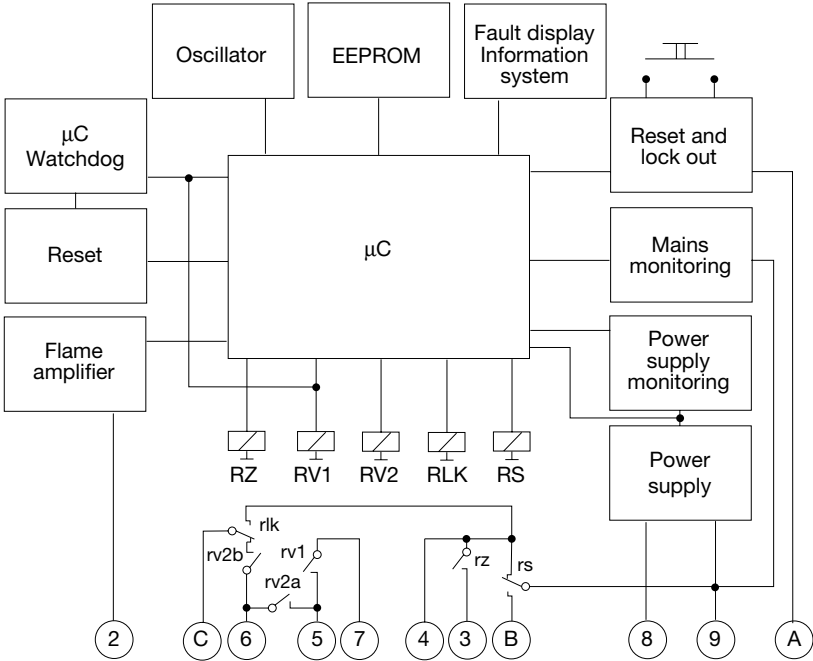 Oscillator
EEPROM
Fault display
Information
system
μC
Watchdog
Reset and
lock out
Reset
μC
Mains
monitoring
Flame
amplifier
Power
supply
monitoring
Power
supply
RZ
RV1
RV2
RLK
RS
rlk
rv2b
rv1
rv2a
rz
rs
2
C
6
5
7
4
3
B
8
9
A